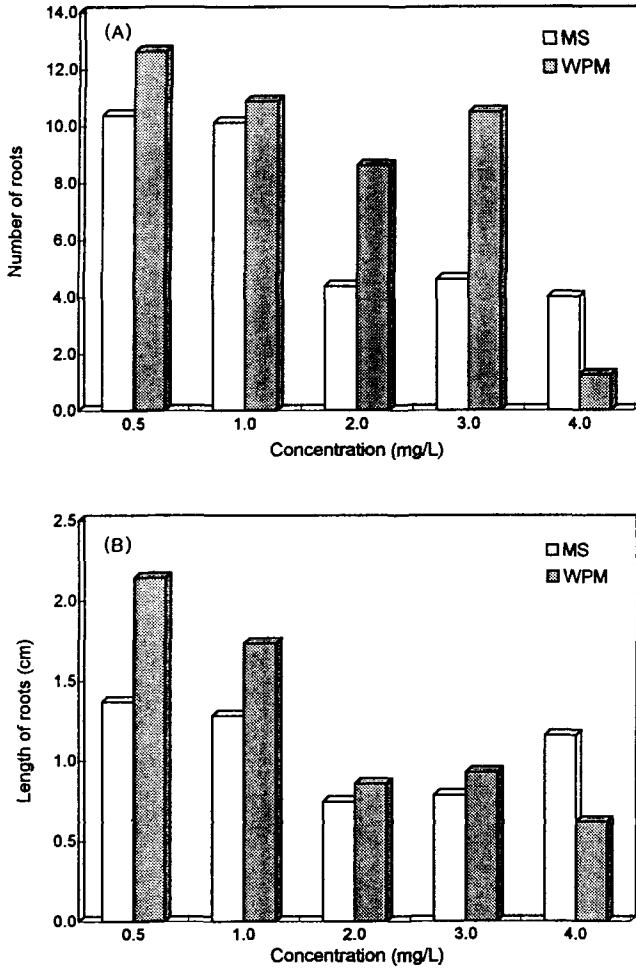 (A)
MS
WPM
14.0
12.0
10.0
8.0
6.0
4.0
2.0
0.0
Number of roots
0.5 1.0 2.0 3.0 4.0
Concentration (mg/L)
(B)
MS
WPM
2.5
2.0
1.5
1.0
0.5
0.0
Length of roots (cm)
0.5 1.0 2.0 3.0 4.0
Concentration (mg/L)